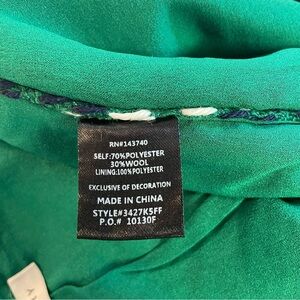 RN#143740
SELF:70%POLYESTER
30%WOOL
LINING:100%POLYESTER
EXCLUSIVE OF DECORATION
MADE IN CHINA
STYLE#3427K5FF
P.O.# 10130F